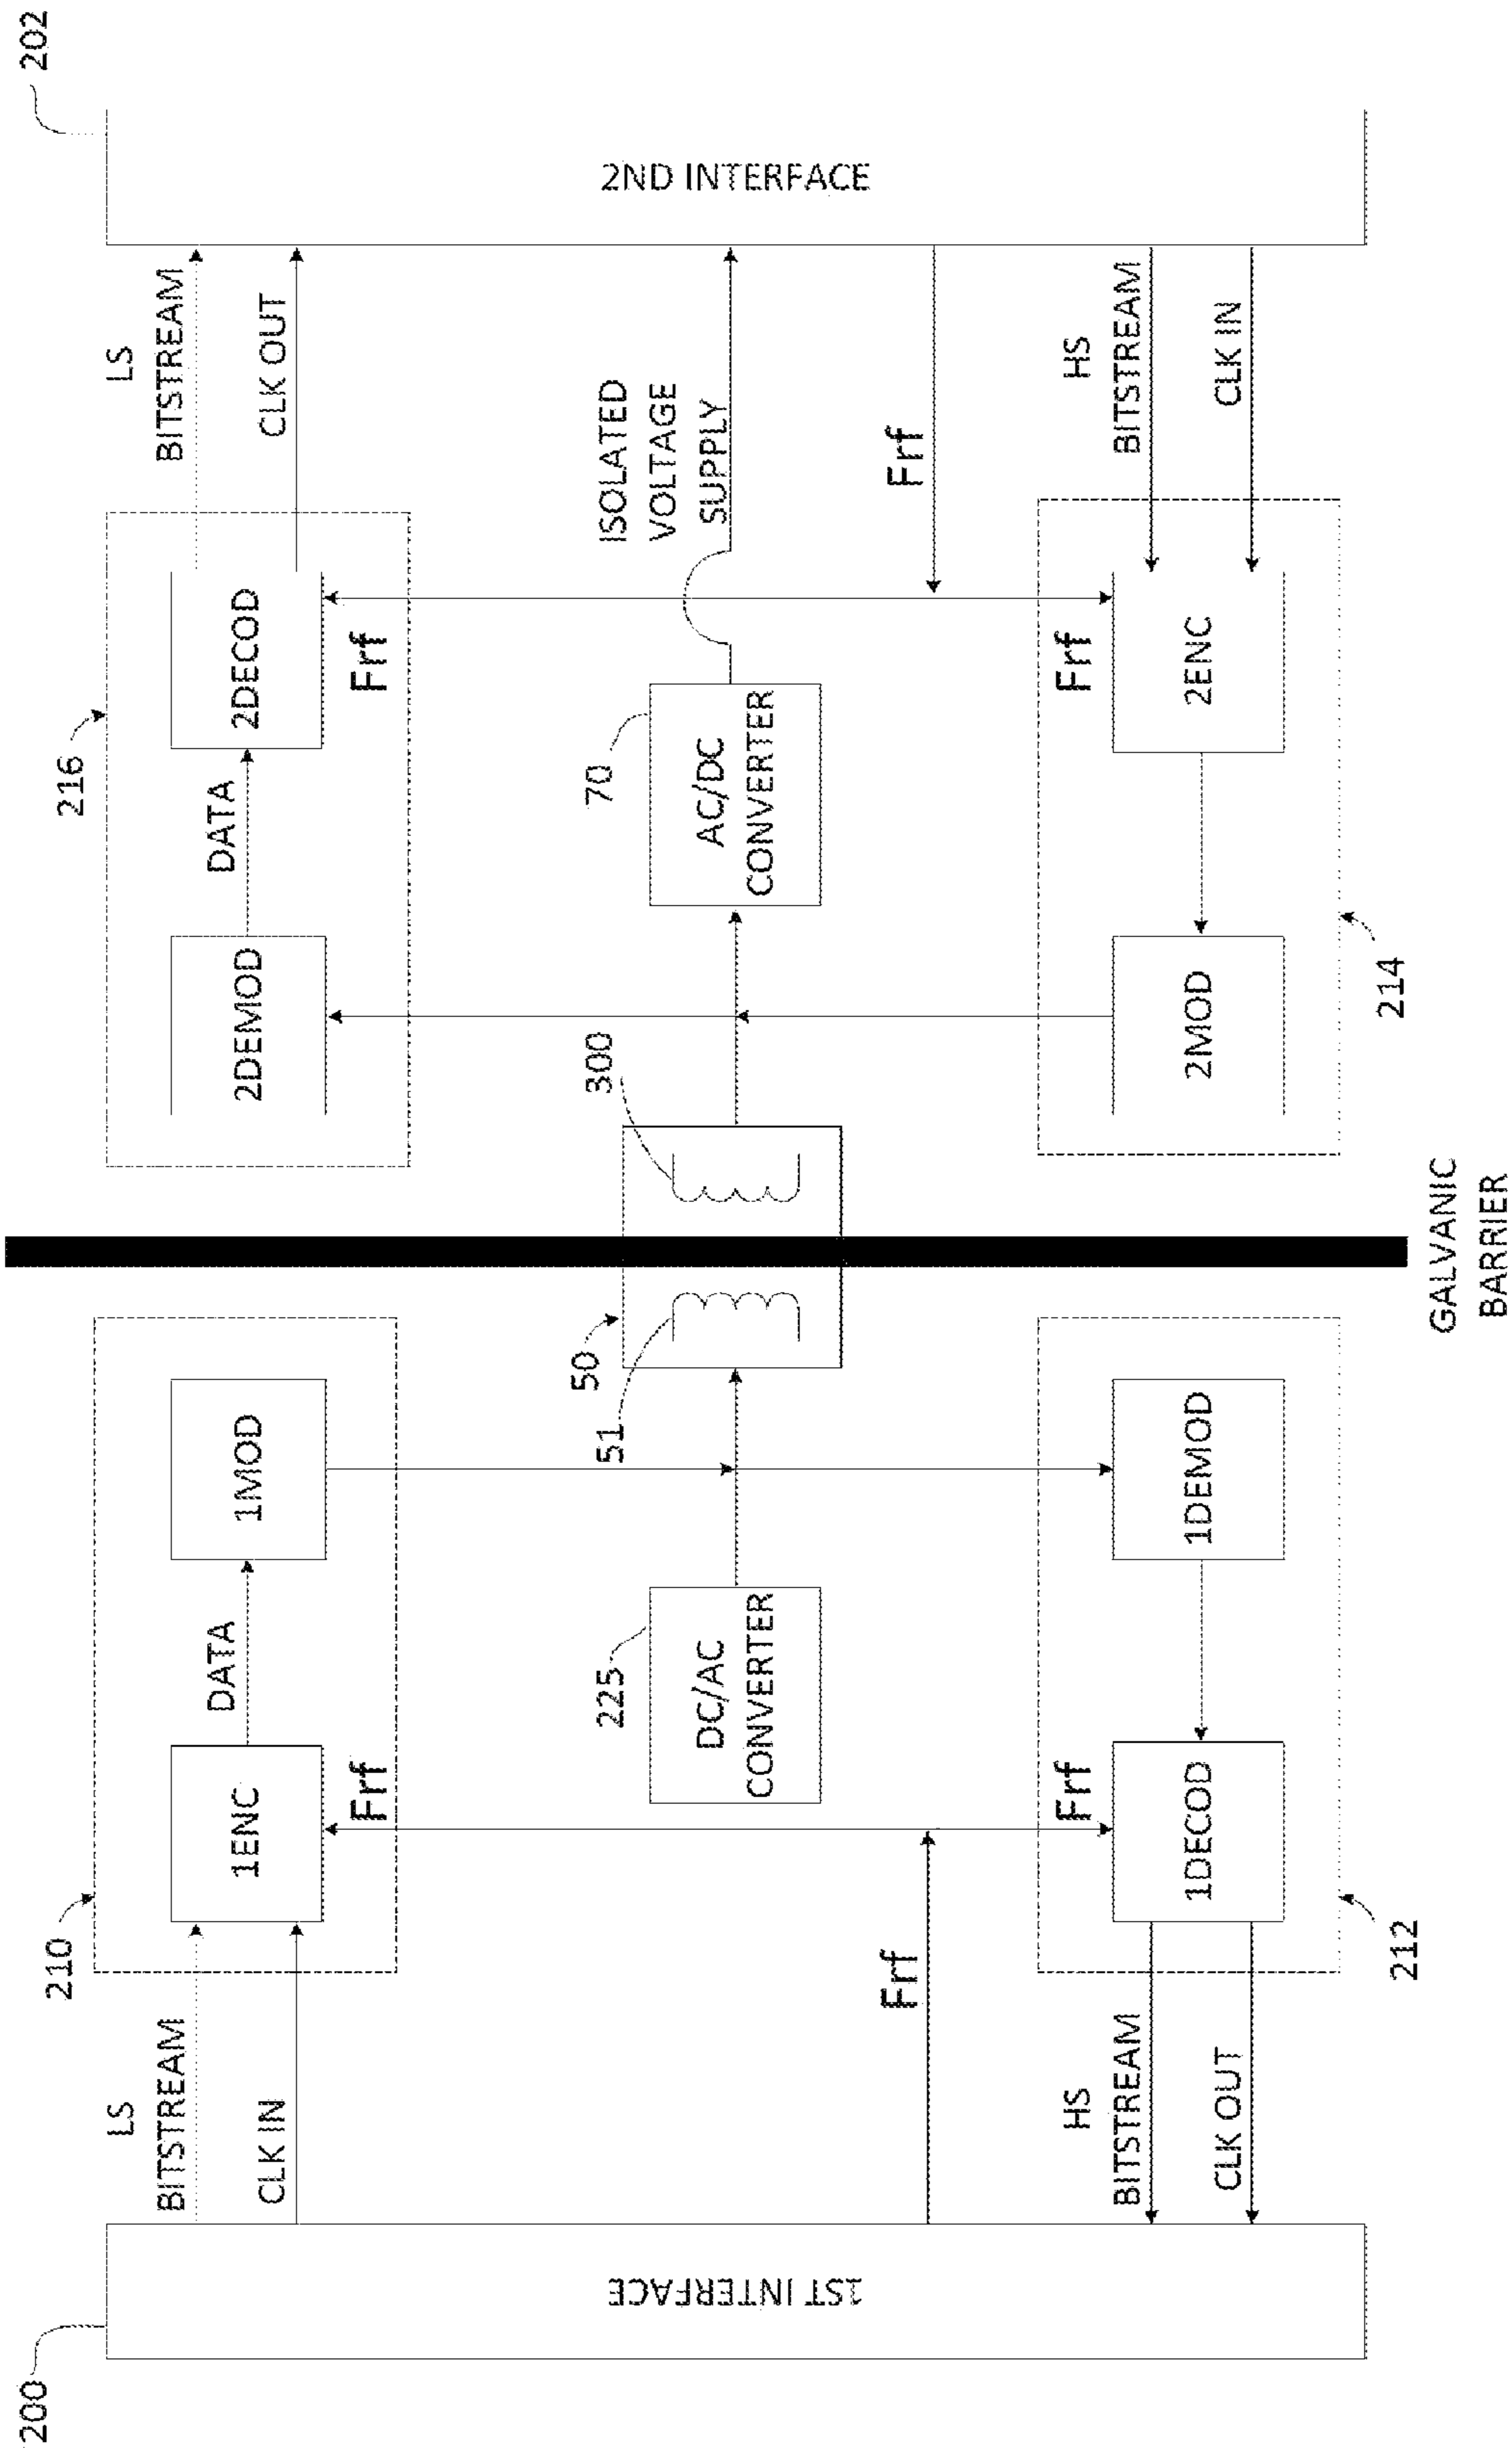 200
1ST INTERFACE
LS
BITSTREAM
CLK IN
210
1ENC
Frf
DATA
1MOD
Frf
225
DC/AC
CONVERTER
50
51
HS
BITSTREAM
CLK OUT
212
1DECOD
Frf
1DEMOD
GALVANIC
BARRIER
300
216
2DEMOD
DATA
2DECOD
Frf
LS
BITSTREAM
CLK OUT
70
AC/DC
CONVERTER
ISOLATED
VOLTAGE
SUPPLY
Frf
214
2MOD
2ENC
Frf
HS
BITSTREAM
CLK IN
2ND INTERFACE
202